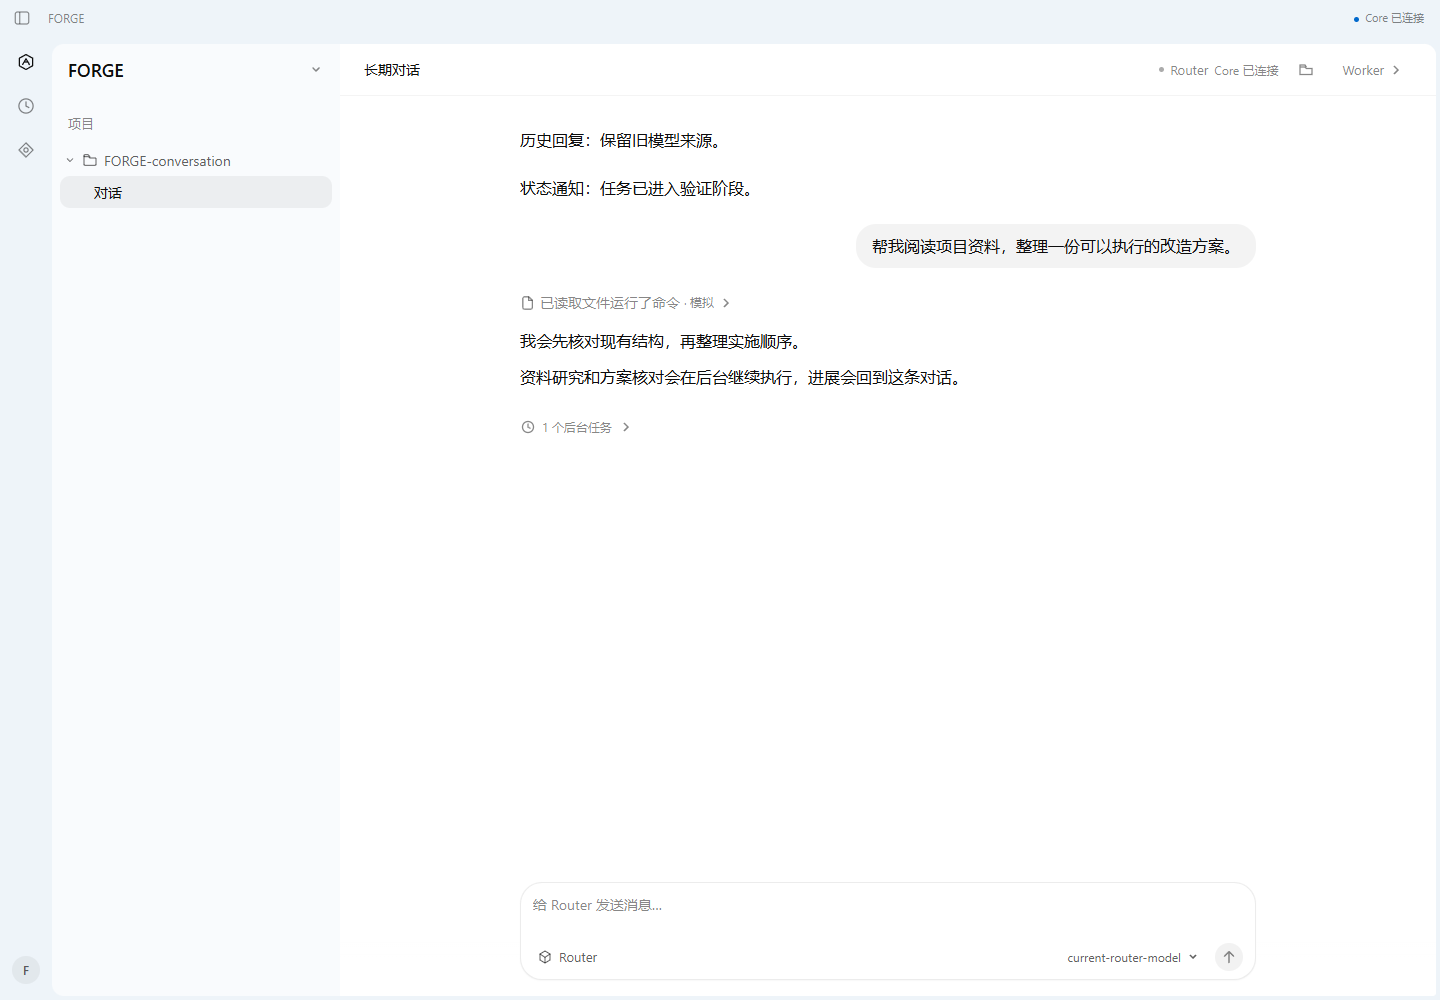 FORGE
Core 已连接
FORGE
项目
FORGE-conversation
对话
长期对话
Router Core 已连接
Worker
历史回复：保留旧模型来源。
状态通知：任务已进入验证阶段。
帮我阅读项目资料，整理一份可以执行的改造方案。
已读取文件运行了命令 · 模拟
我会先核对现有结构，再整理实施顺序。
资料研究和方案核对会在后台继续执行，进展会回到这条对话。
1 个后台任务
给 Router 发送消息...
Router
current-router-model
F